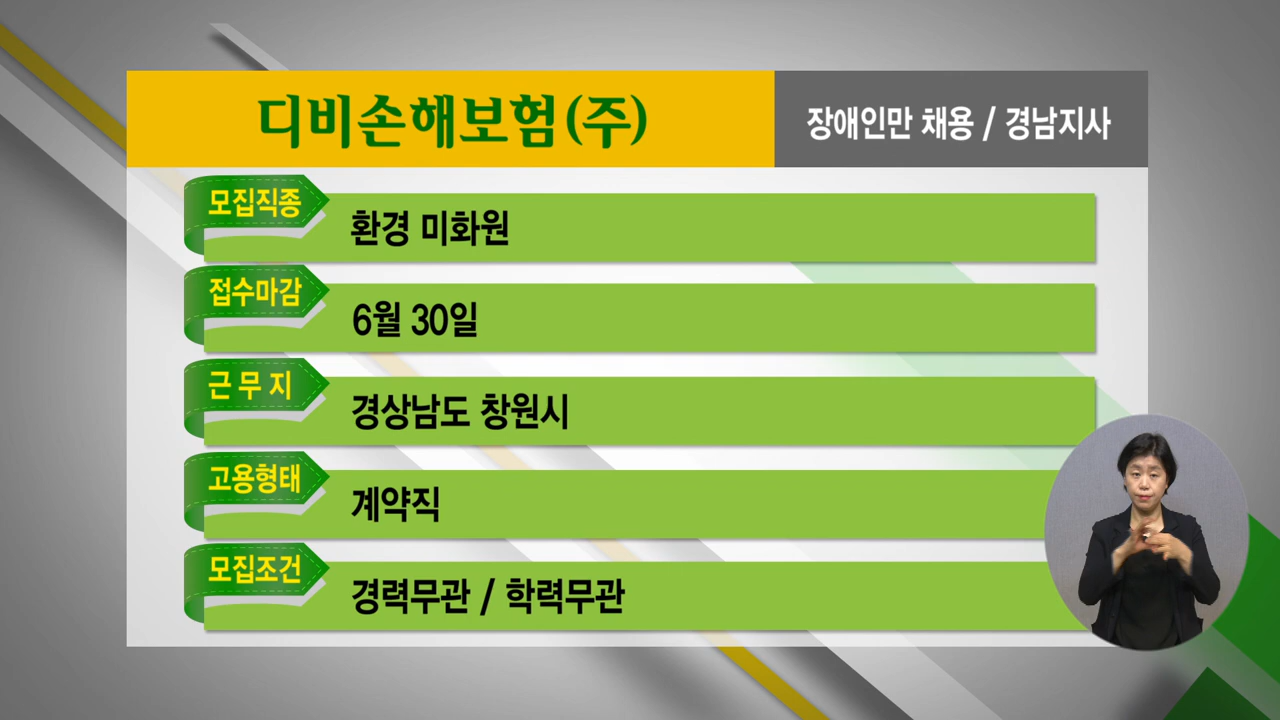 디비손해보험(주)
장애인만 채용 / 경남지사
모집직종
환경 미화원
접수마감
6월 30일
근 무 지
경상남도 창원시
고용형태
계약직
모집조건
경력무관 / 학력무관